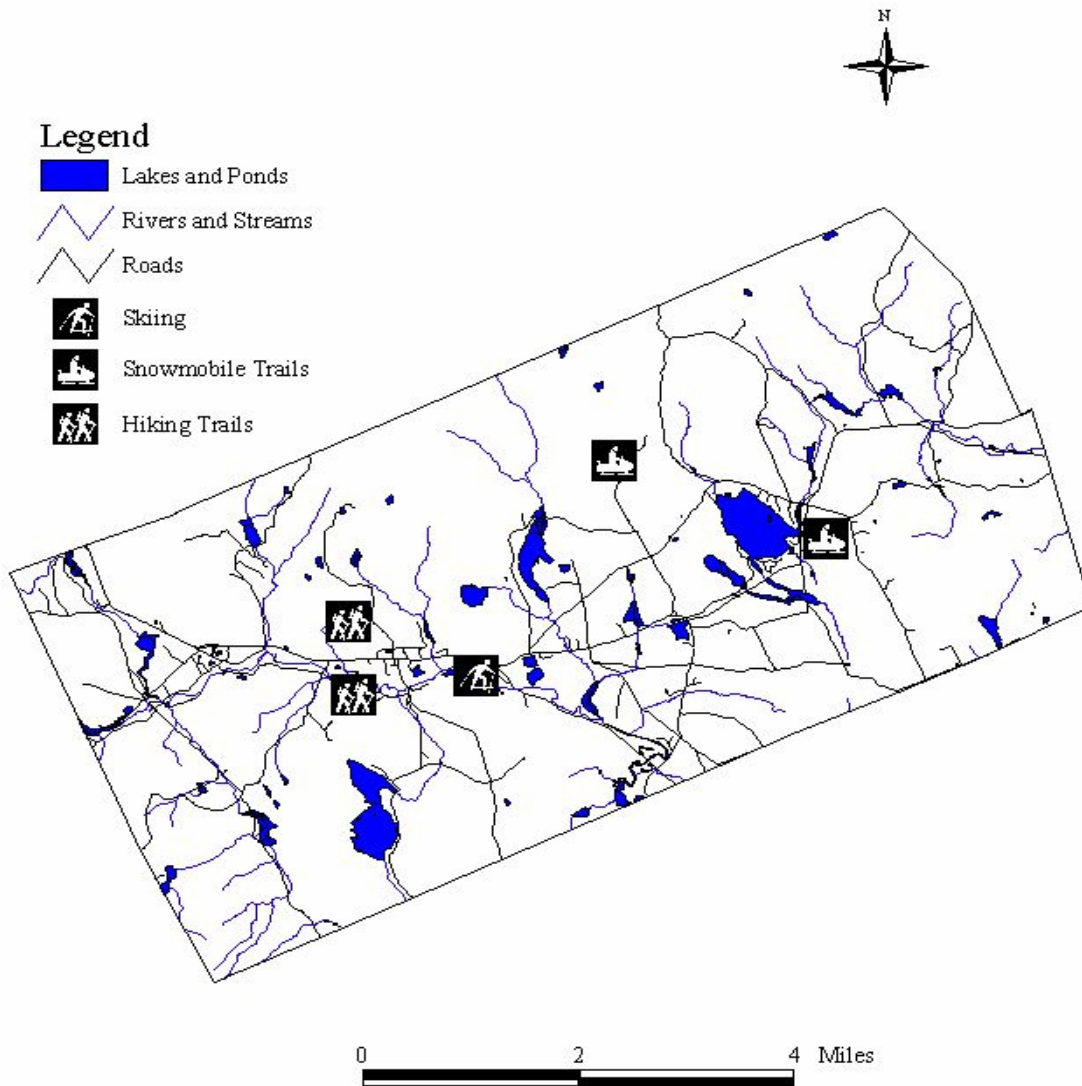 N
Legend
Lakes and Ponds
Rivers and Streams
Roads
Skiing
Snowmobile Trails
Hiking Trails
0 2 4 Miles